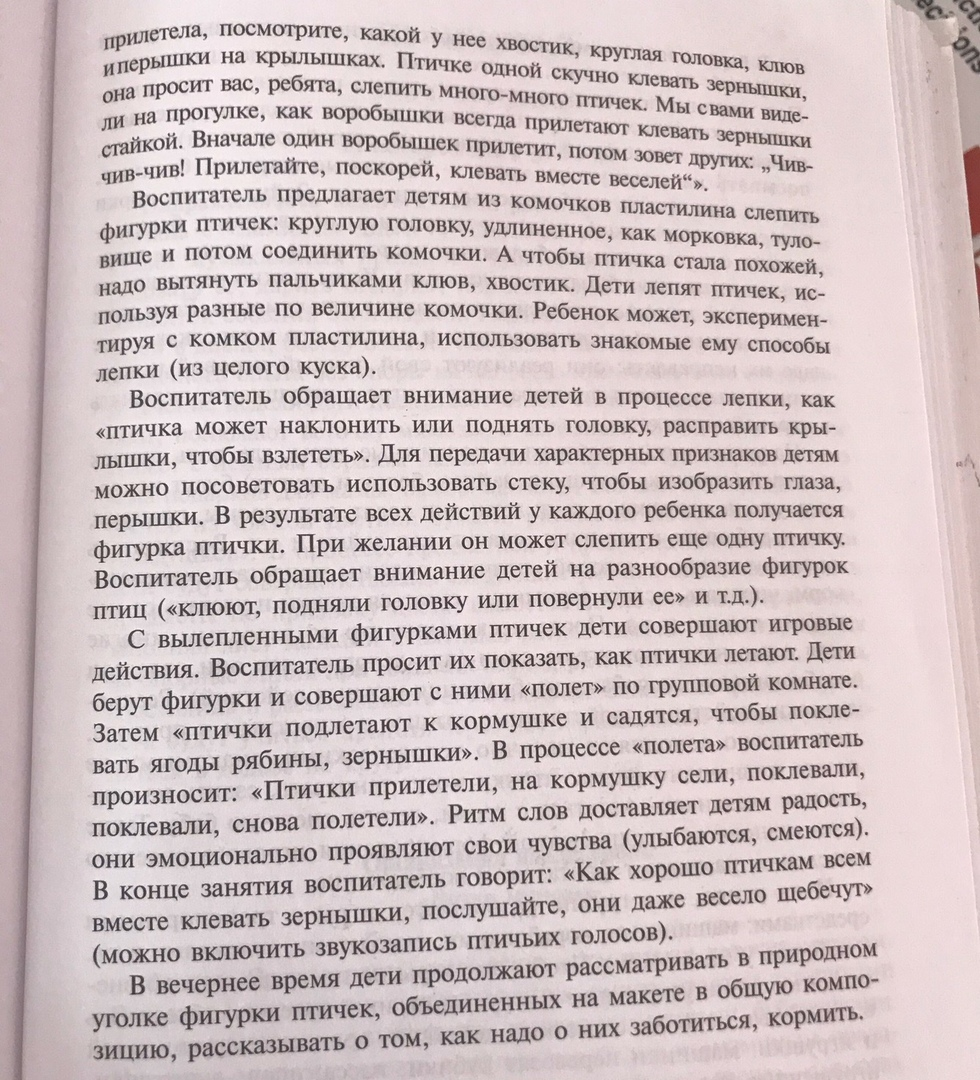 прилетела, посмотрите, какой у нее хвостик, круглая головка, клюв
и перышки на крылышках. Птичке одной скучно клевать зернышки,
она просит вас, ребята, слепить много-много птичек. Мы с вами виде-
ли на прогулке, как воробышки всегда прилетают клевать зернышки
стайкой. Вначале один воробышек прилетит, потом зовет других: „Чив-
чив-чив! Прилетайте, поскорей, клевать вместе веселей“».
Воспитатель предлагает детям из комочков пластилина слепить
фигурки птичек: круглую головку, удлиненное, как морковка, туло-
вище и потом соединить комочки. А чтобы птичка стала похожей,
надо вытянуть пальчиками клюв, хвостик. Дети лепят птичек, ис-
пользуя разные по величине комочки. Ребенок может, эксперимен-
тируя с комком пластилина, использовать знакомые ему способы
лепки (из целого куска).
Воспитатель обращает внимание детей в процессе лепки, как
«птичка может наклонить или поднять головку, расправить кры-
лышки, чтобы взлететь». Для передачи характерных признаков детям
можно посоветовать использовать стеку, чтобы изобразить глаза,
перышки. В результате всех действий у каждого ребенка получается
фигурка птички. При желании он может слепить еще одну птичку.
Воспитатель обращает внимание детей на разнообразие фигурок
птиц («клюют, подняли головку или повернули ее» и т.д.).
С вылепленными фигурками птичек дети совершают игровые
действия. Воспитатель просит их показать, как птички летают. Дети
берут фигурки и совершают с ними «полет» по групповой комнате.
Затем «птички подлетают к кормушке и садятся, чтобы покле-
вать ягоды рябины, зернышки». В процессе «полета» воспитатель
произносит: «Птички прилетели, на кормушку сели, поклевали,
поклевали, снова полетели». Ритм слов доставляет детям радость,
они эмоционально проявляют свои чувства (улыбаются, смеются).
В конце занятия воспитатель говорит: «Как хорошо птичкам всем
вместе клевать зернышки, послушайте, они даже весело щебечут»
(можно включить звукозапись птичьих голосов).
В вечернее время дети продолжают рассматривать в природном
уголке фигурки птичек, объединенных на макете в общую компо-
зицию, рассказывать о том, как надо о них заботиться, кормить.